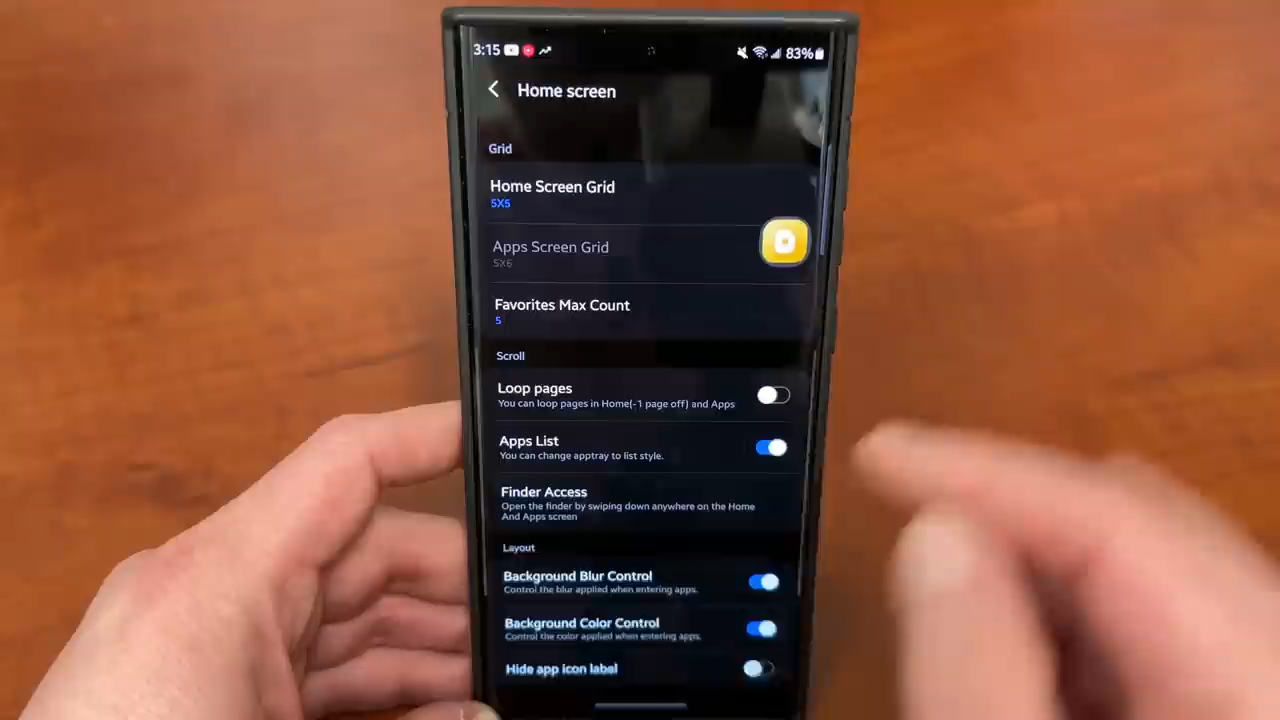 3:15 83%
Home screen
Grid
Home Screen Grid
5X5
Apps Screen Grid
5X6
Favorites Max Count
5
Scroll
Loop pages
You can loop pages in Home(-1 page off) and Apps
Apps List
You can change apptray to list style.
Finder Access
Open the finder by swiping down anywhere on the Home
And Apps screen
Layout
Background Blur Control
Control the blur applied when entering apps.
Background Color Control
Control the color applied when entering apps.
Hide app icon label